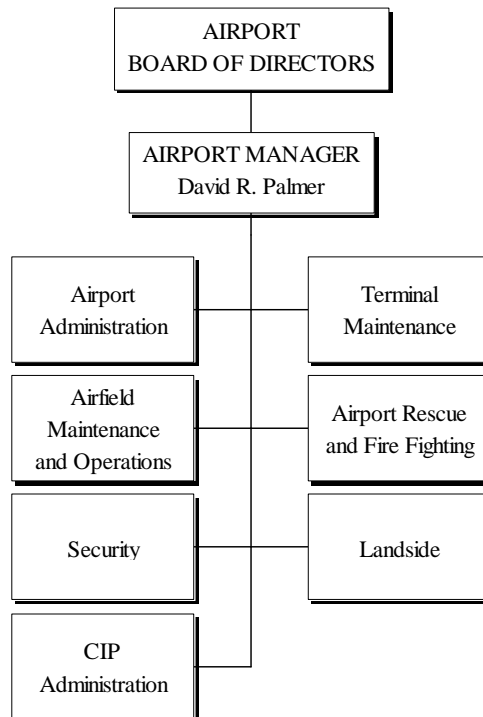 AIRPORT
BOARD OF DIRECTORS
AIRPORT MANAGER
David R. Palmer
Airport
Administration
Terminal
Maintenance
Airfield
Maintenance
and Operations
Airport Rescue
and Fire Fighting
Security
Landside
CIP
Administration